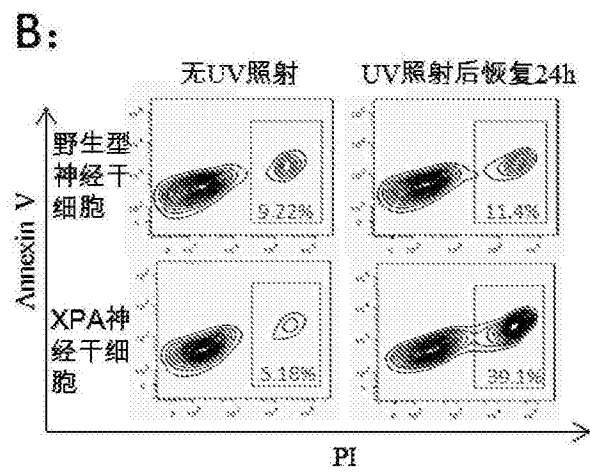 B:
无UV照射
UV照射后恢复24h
野生型
神经干
细胞
9.22%
11.4%
XPA神
经干细
胞
5.18%
39.1%
Annexin V
PI